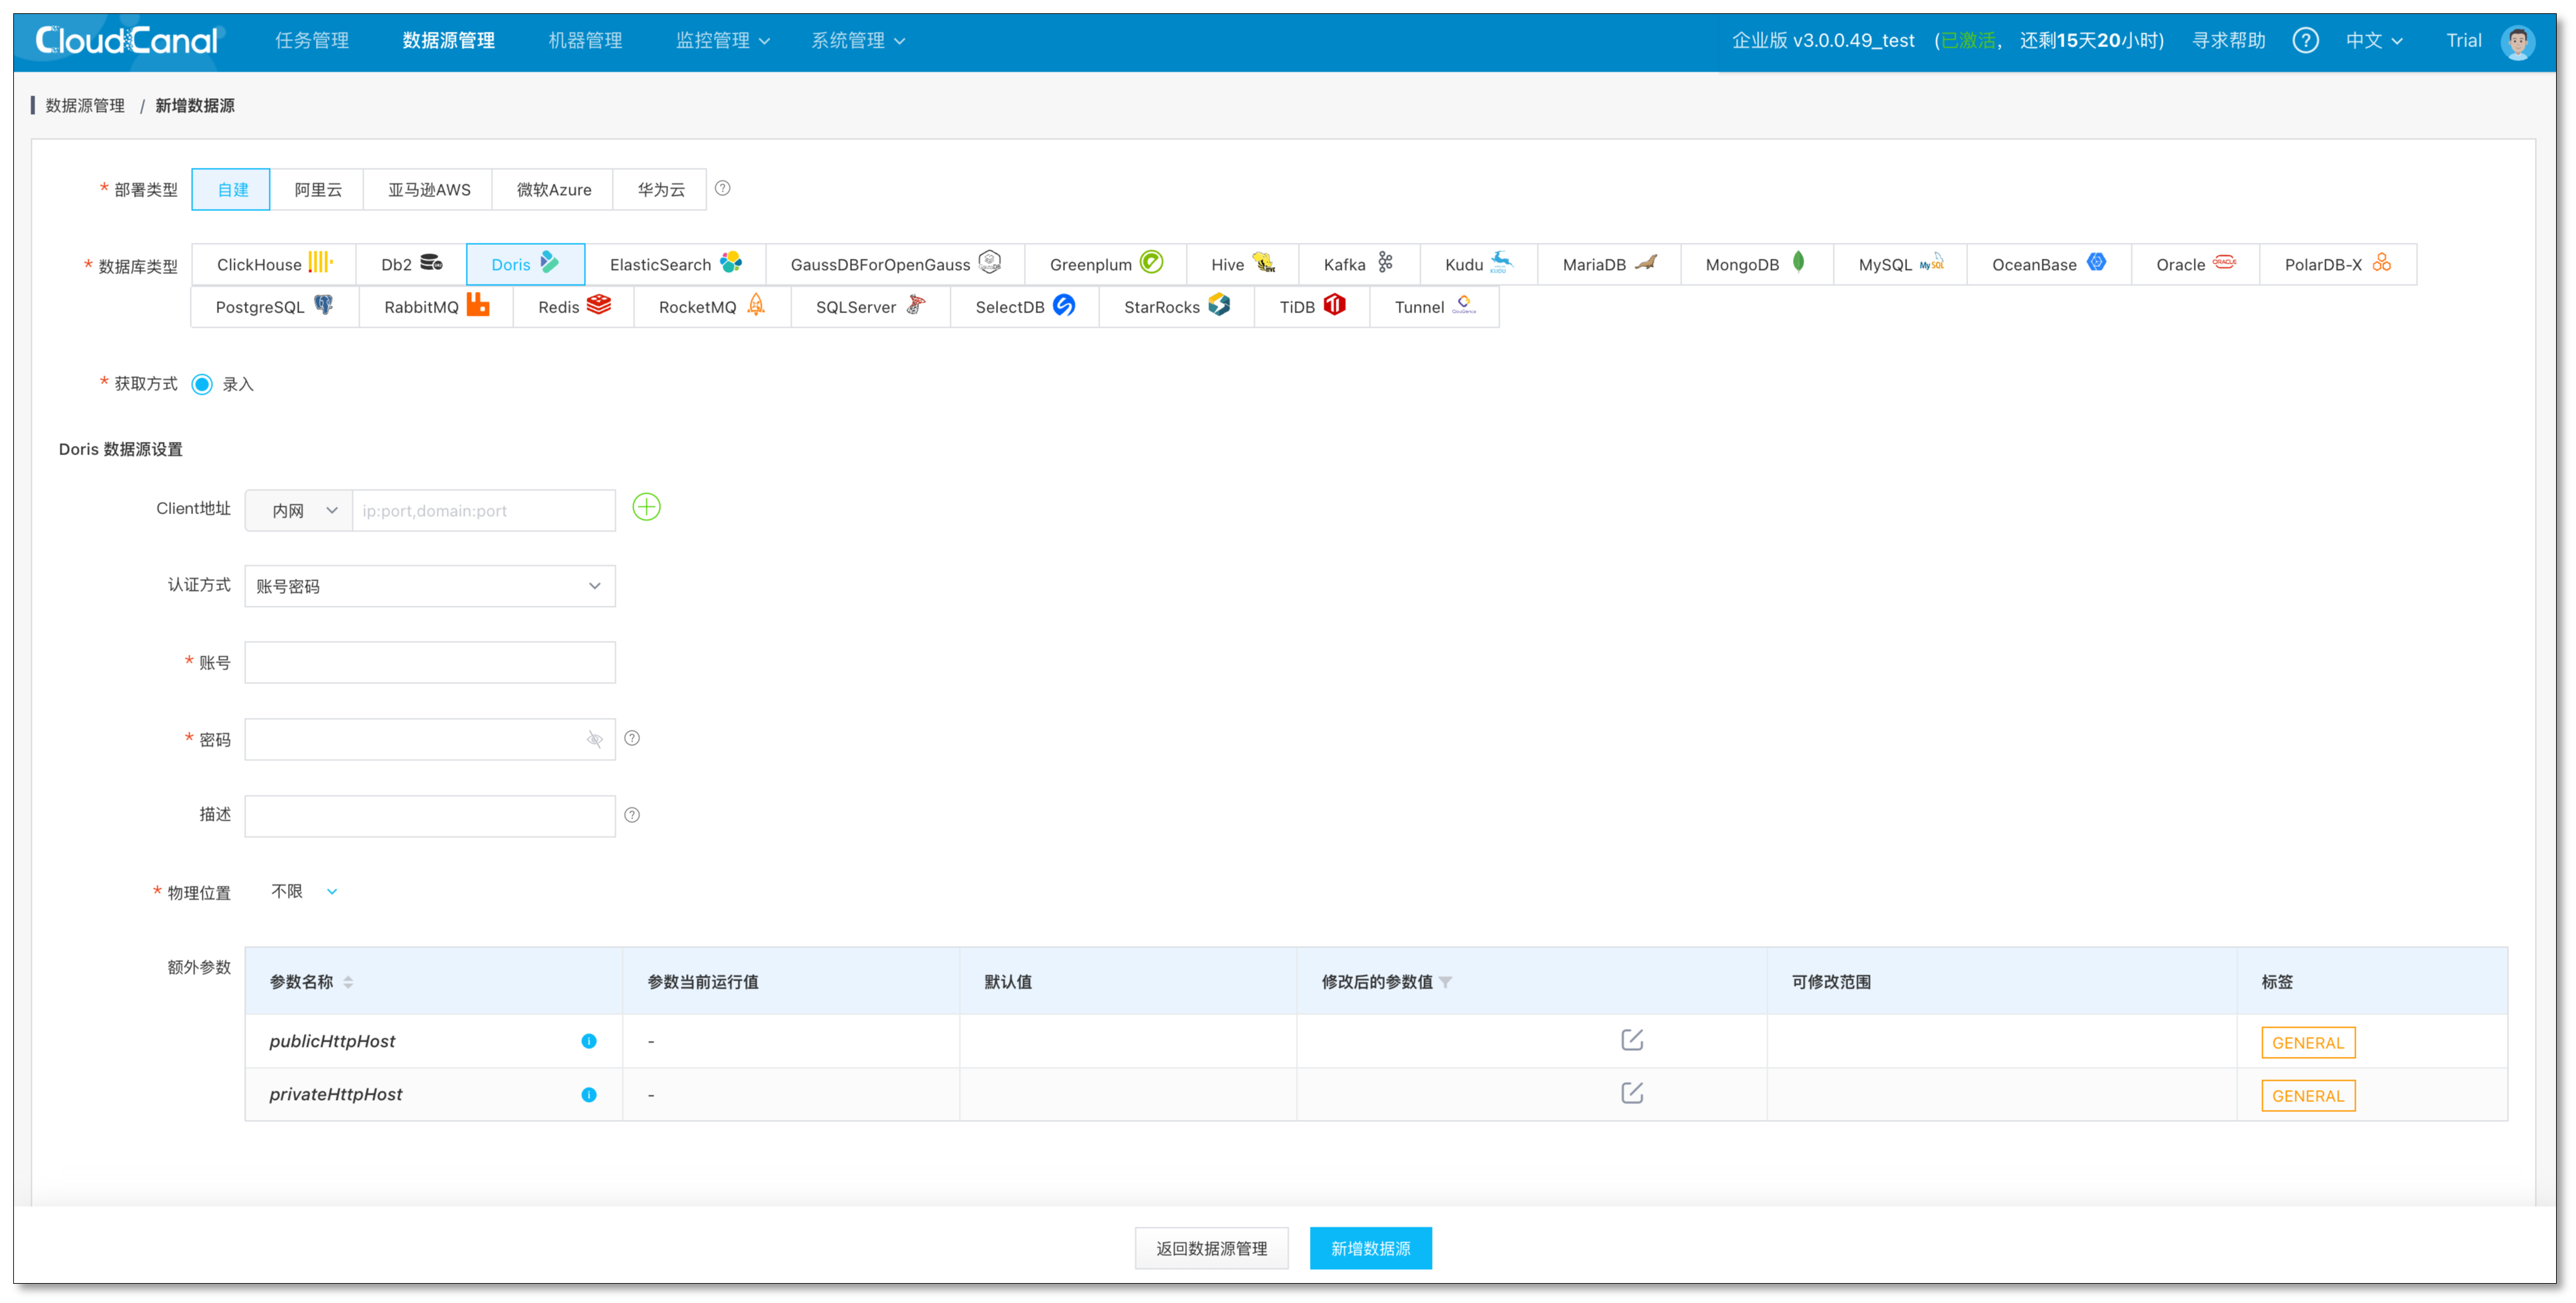 CloudCanal 任务管理 数据源管理 机器管理 监控管理 系统管理 企业版 v3.0.0.49_test (已激活, 还剩15天20小时) 寻求帮助 ? 中文 Trial
数据源管理 / 新增数据源
* 部署类型 自建 阿里云 亚马逊AWS 微软Azure 华为云 ?
* 数据库类型 ClickHouse Db2 Doris ElasticSearch GaussDBForOpenGauss Greenplum Hive Kafka Kudu MariaDB MongoDB MySQL OceanBase Oracle PolarDB-X
PostgreSQL RabbitMQ Redis RocketMQ SQLServer SelectDB StarRocks TiDB Tunnel
* 获取方式 录入
Doris 数据源设置
Client地址 内网 ip:port,domain:port
认证方式 账号密码
* 账号
* 密码 ?
描述 ?
* 物理位置 不限
额外参数 参数名称 参数当前运行值 默认值 修改后的参数值 可修改范围 标签
publicHttpHost - GENERAL
privateHttpHost - GENERAL
返回数据源管理 新增数据源